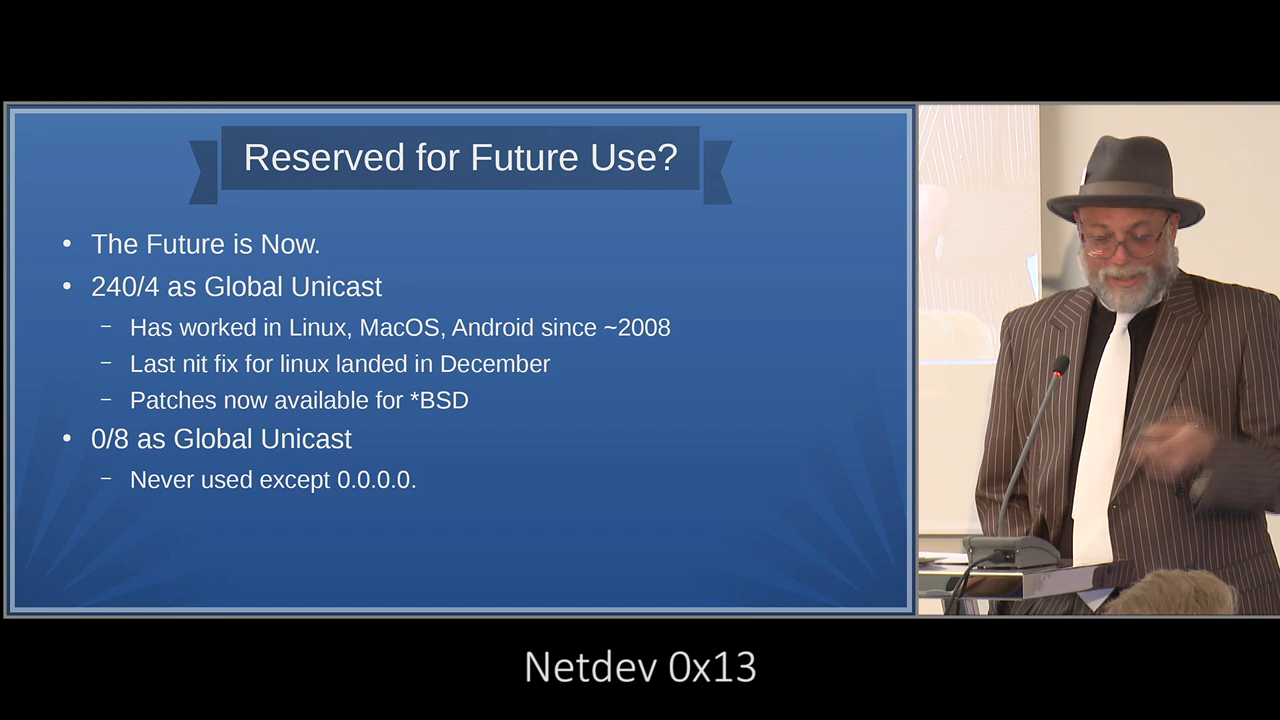 Reserved for Future Use?
• The Future is Now.
• 240/4 as Global Unicast
– Has worked in Linux, MacOS, Android since ~2008
– Last nit fix for linux landed in December
– Patches now available for *BSD
• 0/8 as Global Unicast
– Never used except 0.0.0.0.
Netdev 0x13